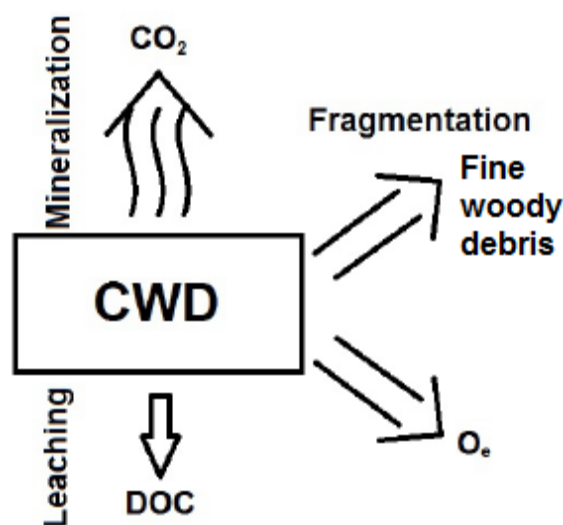 CO₂
Mineralization
Fragmentation
Fine
woody
debris
CWD
Leaching
DOC
Oₑ